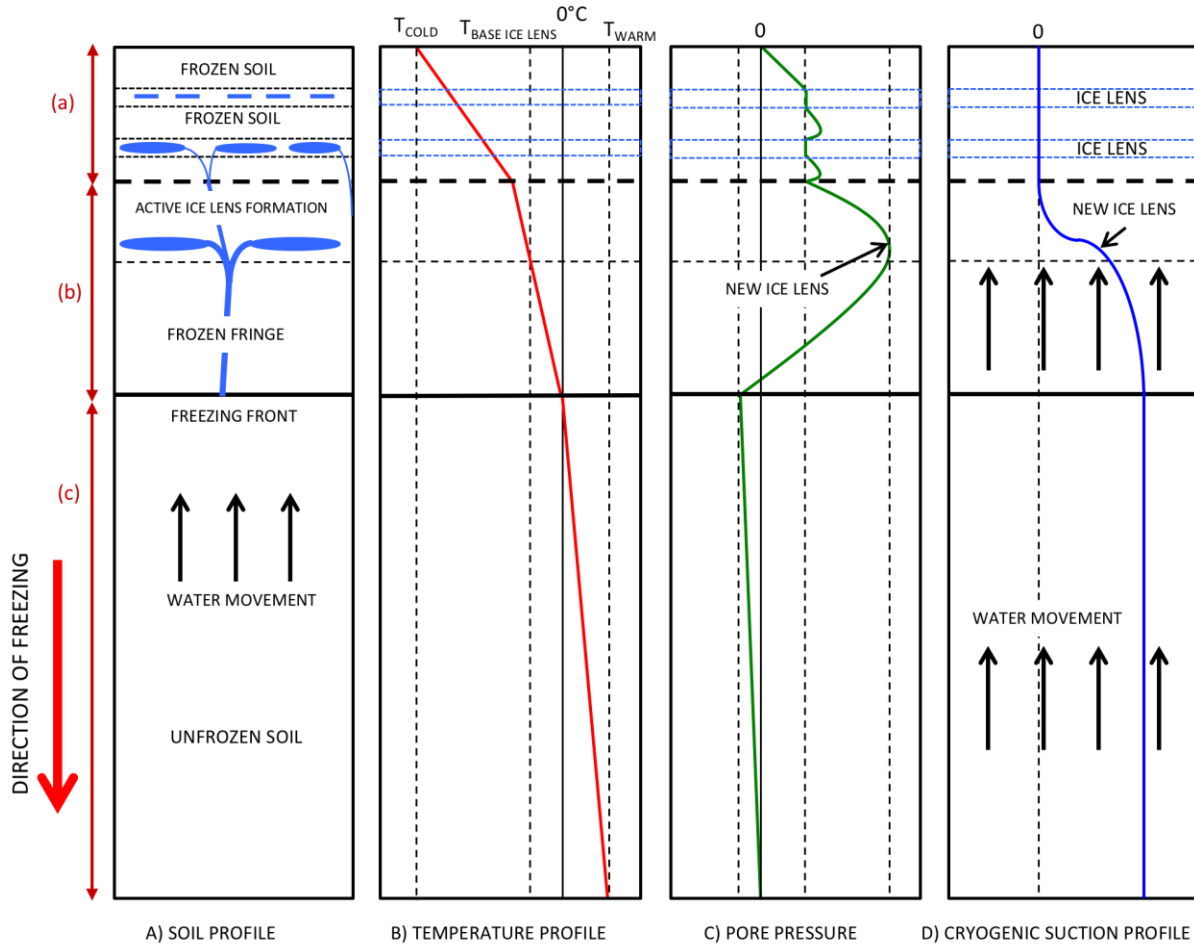 0°C
T_COLD
T_BASE ICE LENS
T_WARM
0
0
(a)
FROZEN SOIL
FROZEN SOIL
ACTIVE ICE LENS FORMATION
(b)
FROZEN FRINGE
FREEZING FRONT
(c)
WATER MOVEMENT
UNFROZEN SOIL
DIRECTION OF FREEZING
NEW ICE LENS
ICE LENS
ICE LENS
NEW ICE LENS
WATER MOVEMENT
A) SOIL PROFILE
B) TEMPERATURE PROFILE
C) PORE PRESSURE
D) CRYOGENIC SUCTION PROFILE